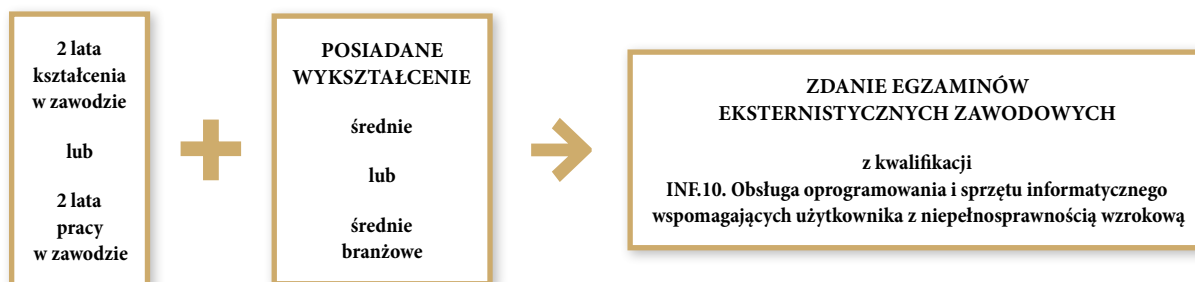 2 lata
kształcenia
w zawodzie
lub
2 lata
pracy
w zawodzie
POSIADANE
WYKSZTAŁCENIE
średnie
lub
średnie
branżowe
ZDANIE EGZAMINÓW
EKSTERNISTYCZNYCH ZAWODOWYCH
z kwalifikacji
INF.10. Obsługa oprogramowania i sprzętu informatycznego
wspomagających użytkownika z niepełnosprawnością wzrokową